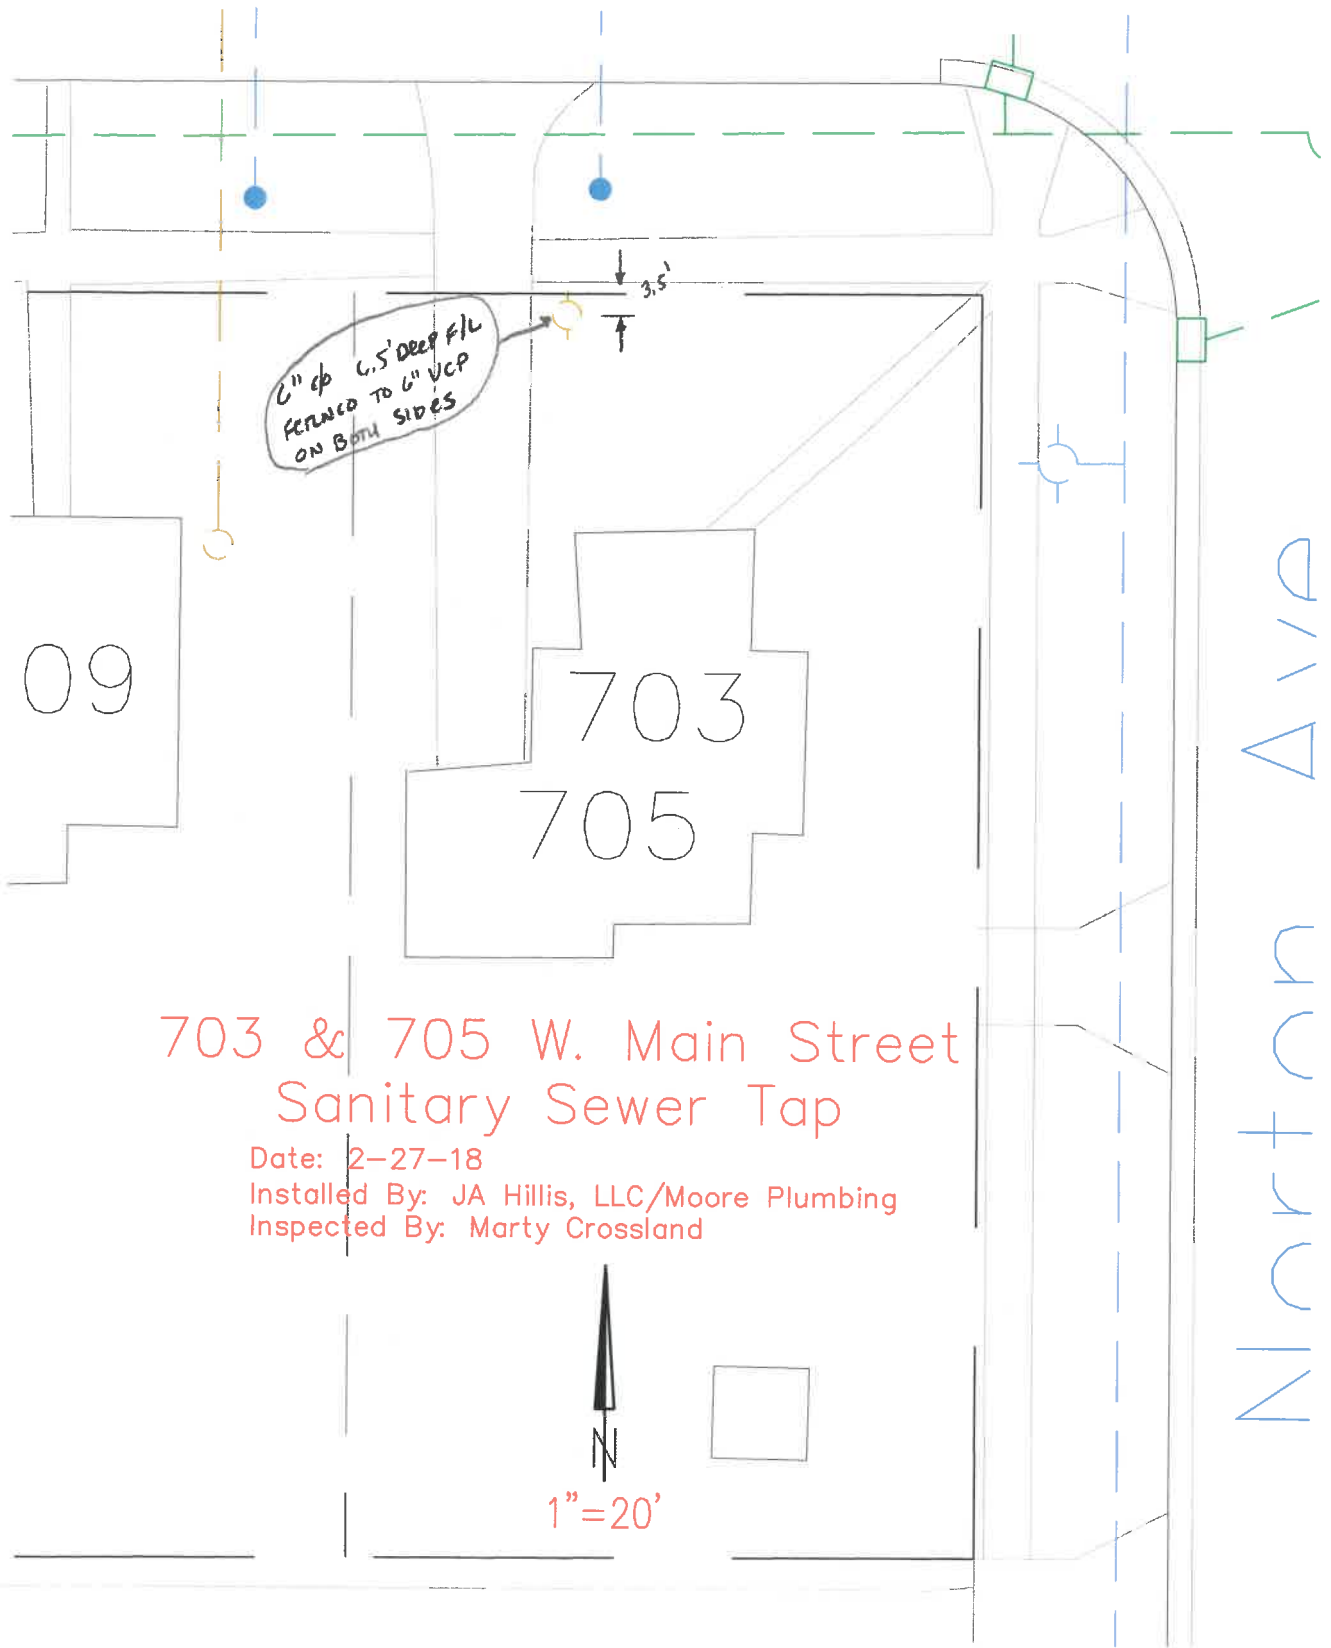 3.5'
6" co 6.5' DEEP F/L
FERNCO TO 6" VCP
ON BOTH SIDES
09
703
705
703 & 705 W. Main Street
Sanitary Sewer Tap
Date: 2-27-18
Installed By: JA Hillis, LLC/Moore Plumbing
Inspected By: Marty Crossland
N
1"=20'
Norton Ave